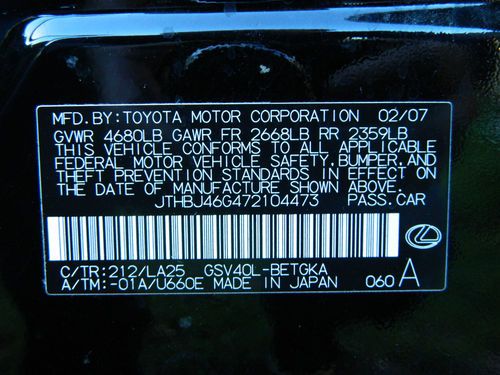 MFD.BY:TOYOTA MOTOR CORPORATION 02/07
GVWR 4680LB GAWR FR 2668LB RR 2359LB
THIS VEHICLE CONFORMS TO ALL APPLICABLE
FEDERAL MOTOR VEHICLE SAFETY, BUMPER, AND
THEFT PREVENTION STANDARDS IN EFFECT ON
THE DATE OF MANUFACTURE SHOWN ABOVE.
JTHBJ46G472104473 PASS.CAR
C/TR:212/LA25 GSV40L-BETGKA
A/TM:-01A/U660E MADE IN JAPAN 060 A